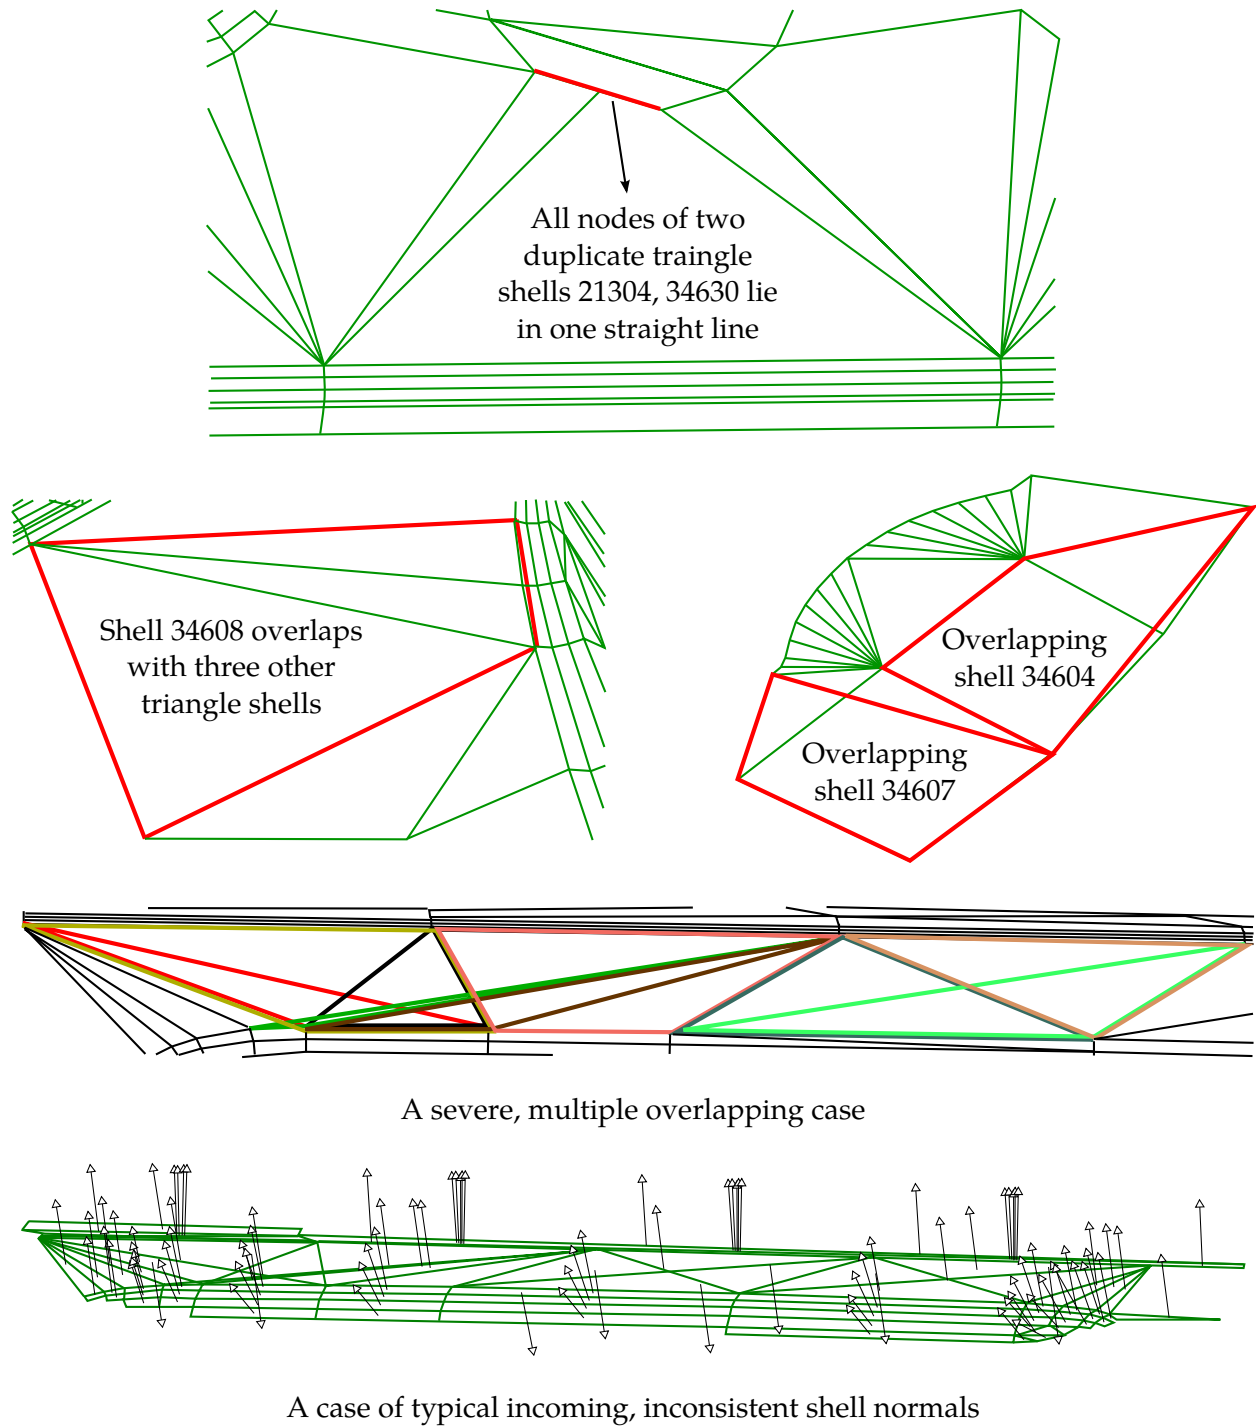 All nodes of two
duplicate traingle
shells 21304, 34630 lie
in one straight line
Shell 34608 overlaps
with three other
triangle shells
Overlapping
shell 34604
Overlapping
shell 34607
A severe, multiple overlapping case
A case of typical incoming, inconsistent shell normals